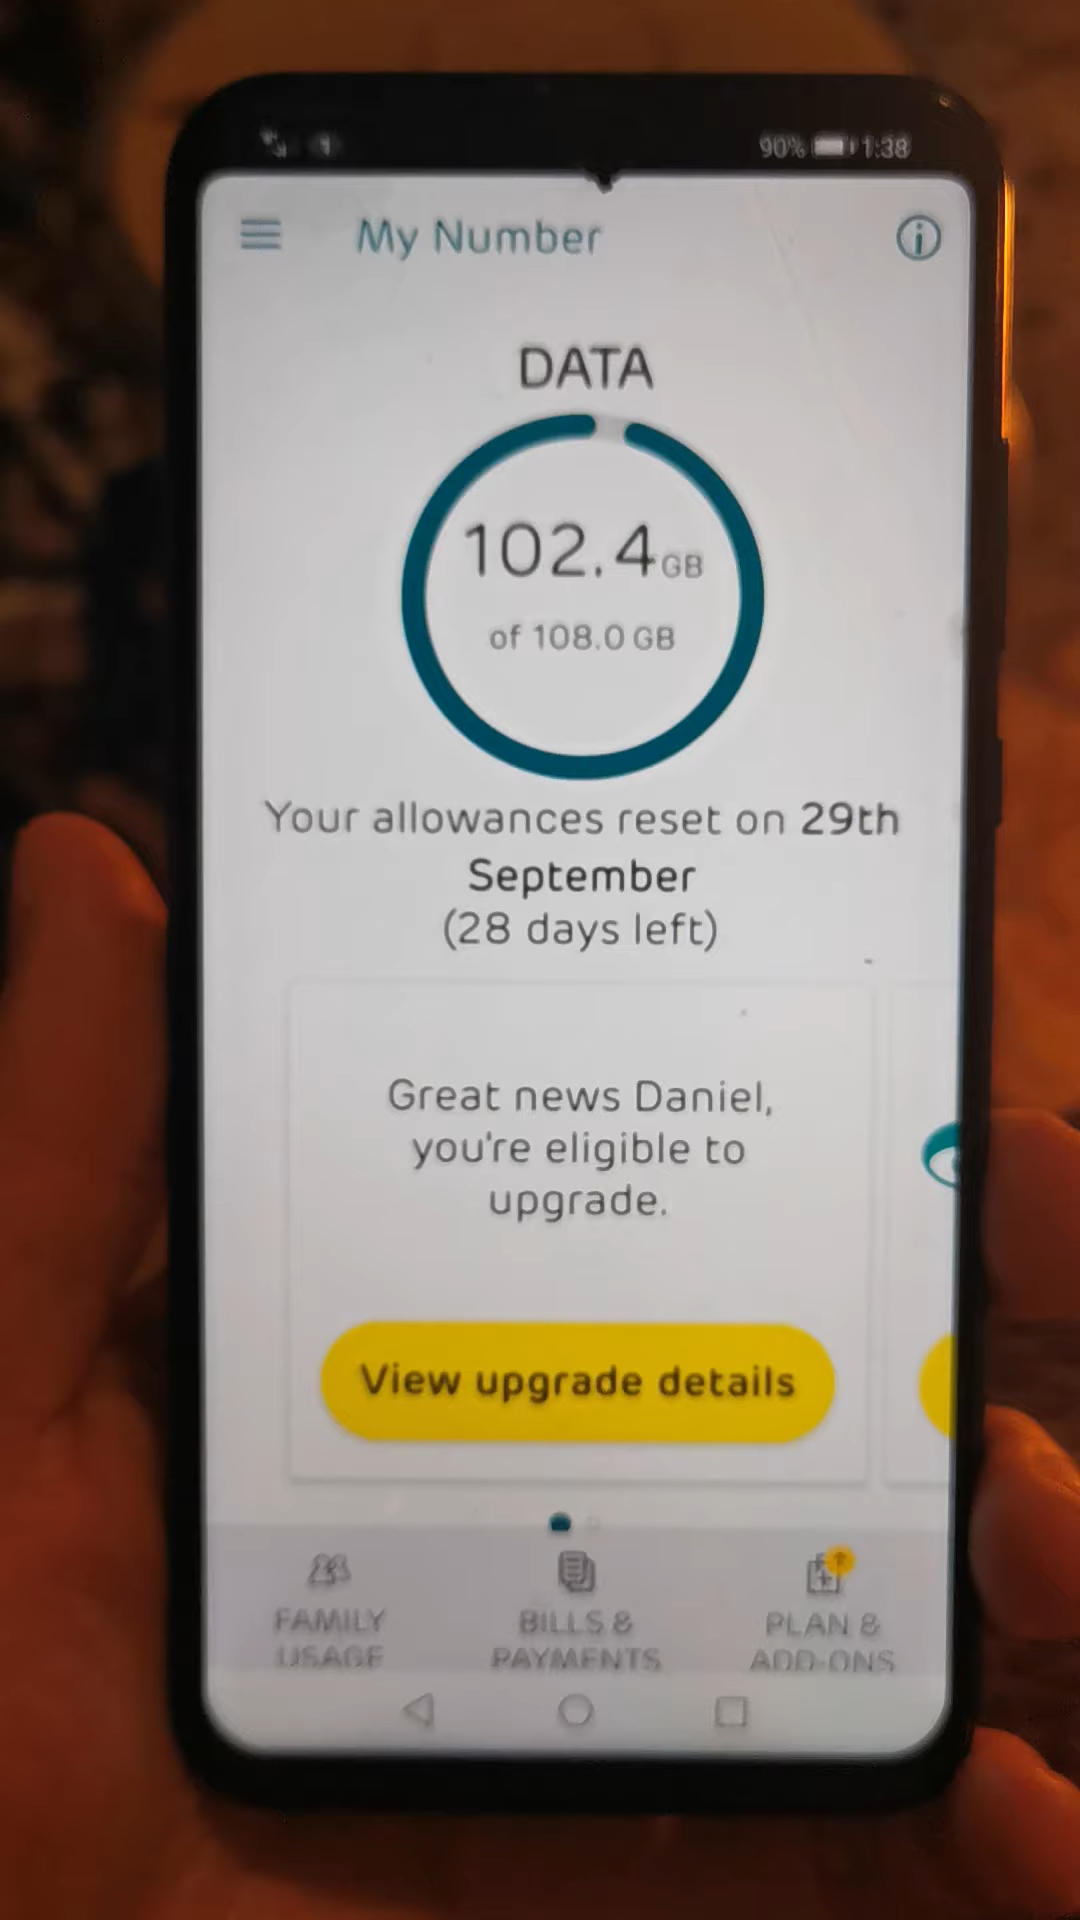 90% 1:38
My Number
DATA
102.4GB
of 108.0 GB
Your allowances reset on 29th
September
(28 days left)
Great news Daniel,
you're eligible to
upgrade.
View upgrade details
FAMILY
USAGE
BILLS &
PAYMENTS
PLAN &
ADD-ONS